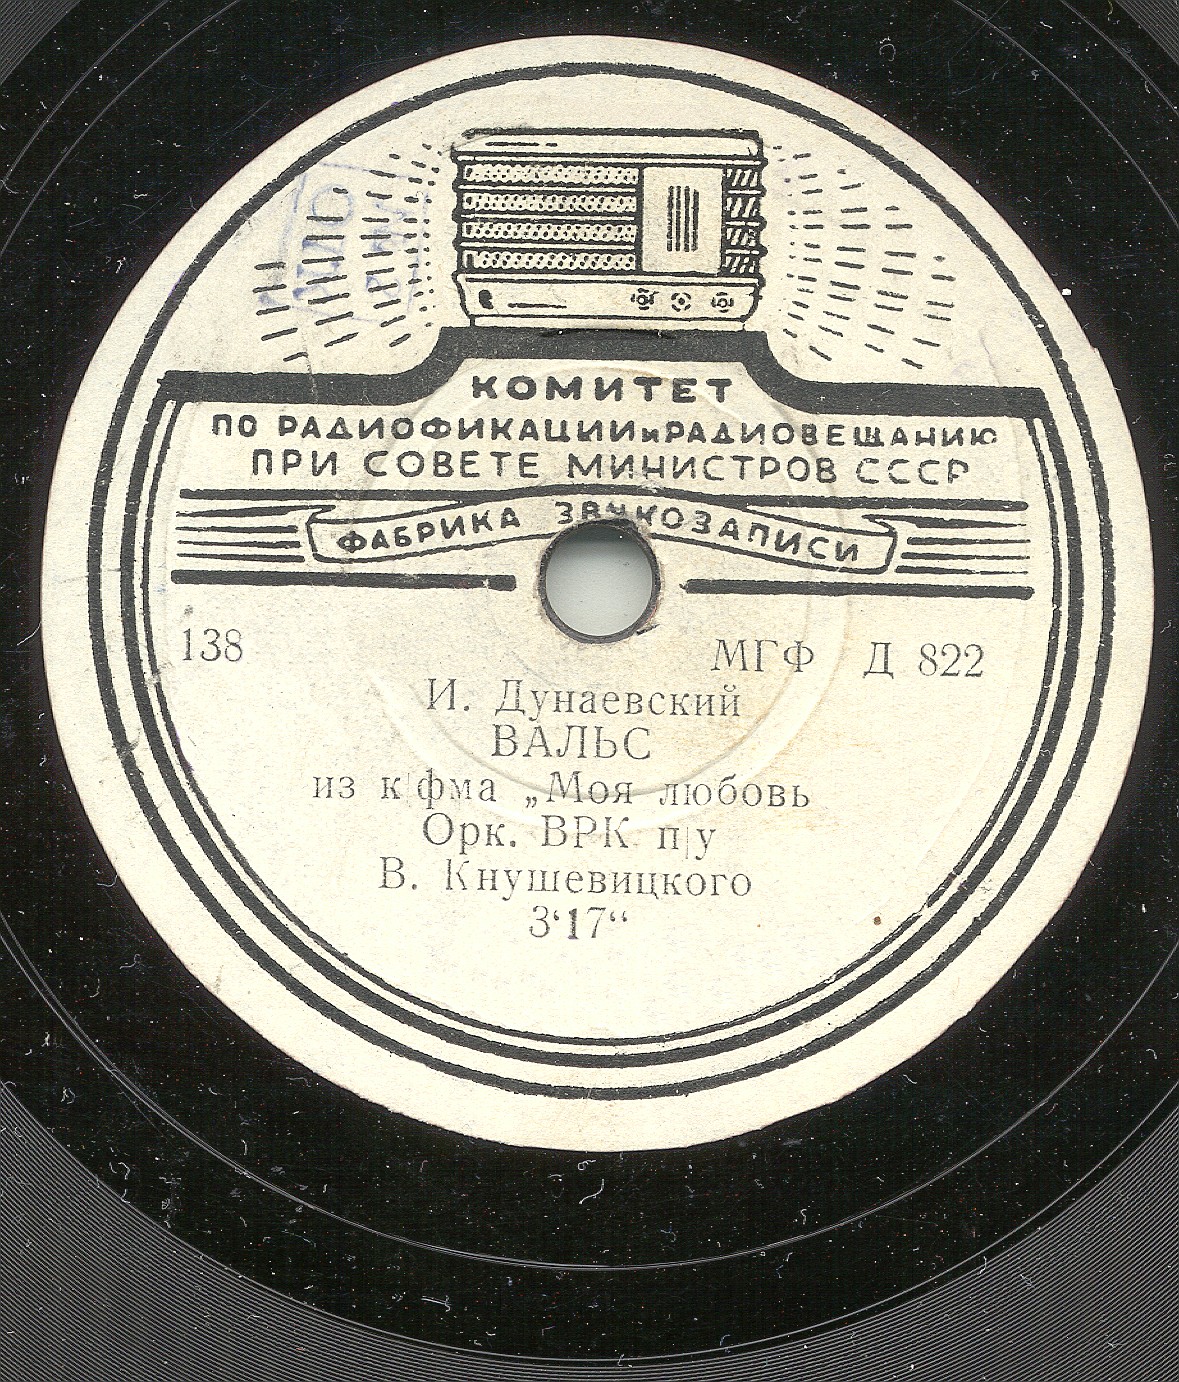 КОМИТЕТ
ПО РАДИОФИКАЦИИ и РАДИОВЕЩАНИЮ
ПРИ СОВЕТЕ МИНИСТРОВ СССР
ФАБРИКА ЗВУКОЗАПИСИ
138 МГФ Д 822
И. Дунаевский
ВАЛЬС
из к|фма „Моя любовь
Орк. ВРК п|у
В. Кнушевицкого
3‘17“